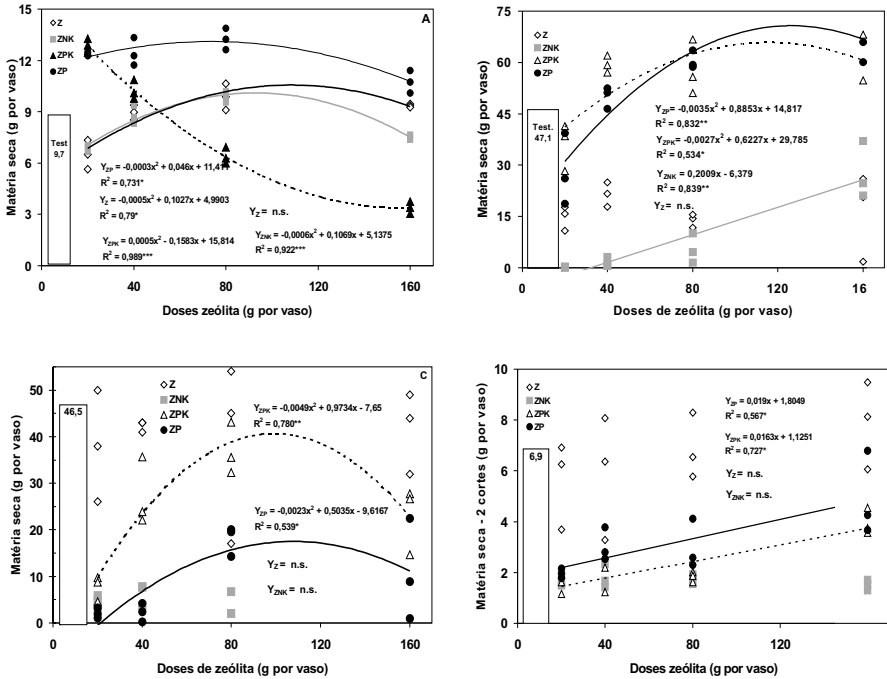 A
Z
ZNK
ZPK
ZP
Matéria seca (g por vaso)
15
12
9
6
3
0
Test
9,7
Y_ZP = -0,0003x² + 0,046x + 11,411
R² = 0,731*
Y_Z = -0,0005x² + 0,1027x + 4,9903
R² = 0,79*
Y_ZPK = 0,0005x² - 0,1583x + 15,814
R² = 0,989***
Y_Z = n.s.
Y_ZNK = -0,0006x² + 0,1069x + 5,1375
R² = 0,922***
0 40 80 120 160
Doses zeólita (g por vaso)
Z
ZNK
ZPK
ZP
Matéria seca (g por vaso)
75
60
45
30
15
0
Test.
47,1
Y_ZP = -0,0035x² + 0,8853x + 14,817
R² = 0,832**
Y_ZPK = -0,0027x² + 0,6227x + 29,785
R² = 0,534*
Y_ZNK = 0,2009x - 6,379
R² = 0,839**
Y_Z = n.s.
0 40 80 120 16
Doses de zeólita (g por vaso)
C
Z
ZNK
ZPK
ZP
Matéria seca (g por vaso)
50
40
30
20
10
0
46,5
Y_ZPK = -0,0049x² + 0,9734x - 7,65
R² = 0,780**
Y_ZP = -0,0023x² + 0,5035x - 9,6167
R² = 0,539*
Y_Z = n.s.
Y_ZNK = n.s.
0 40 80 120 160
Doses de zeólita (g por vaso)
Z
ZNK
ZPK
ZP
Matéria seca - 2 cortes (g por vaso)
10
8
6
4
2
0
6,9
Y_ZP = 0,019x + 1,8049
R² = 0,567*
Y_ZPK = 0,0163x + 1,1251
R² = 0,727*
Y_Z = n.s.
Y_ZNK = n.s.
0 40 80 120 160
Doses de zeólita (g por vaso)